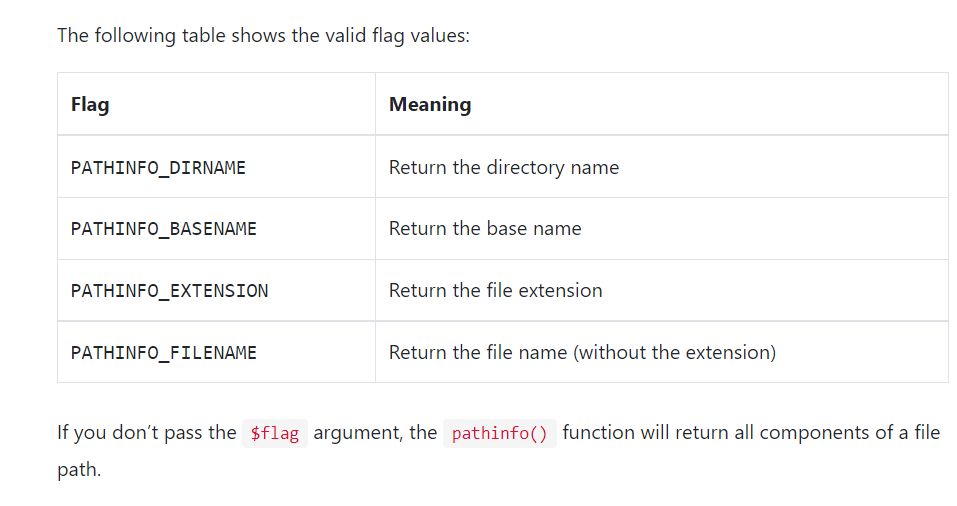 The following table shows the valid flag values:
Flag Meaning
PATHINFO_DIRNAME Return the directory name
PATHINFO_BASENAME Return the base name
PATHINFO_EXTENSION Return the file extension
PATHINFO_FILENAME Return the file name (without the extension)
If you don’t pass the $flag argument, the pathinfo() function will return all components of a file
path.